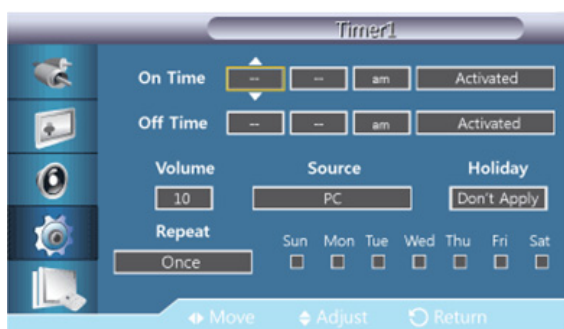 Timer1
On Time -- -- am Activated
Off Time -- -- am Activated
Volume Source Holiday
10 PC Don't Apply
Repeat Sun Mon Tue Wed Thu Fri Sat
Once
Move Adjust Return